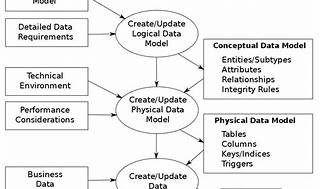 Model
Detailed Data
Requirements
Create/Update
Logical Data
Model
Conceptual Data Model
Entities/Subtypes
Attributes
Relationships
Integrity Rules
Technical
Environment
Performance
Considerations
Create/Update
Physical Data
Model
Physical Data Model
Tables
Columns
Keys/Indices
Triggers
Business
Data
Create/Update
Data